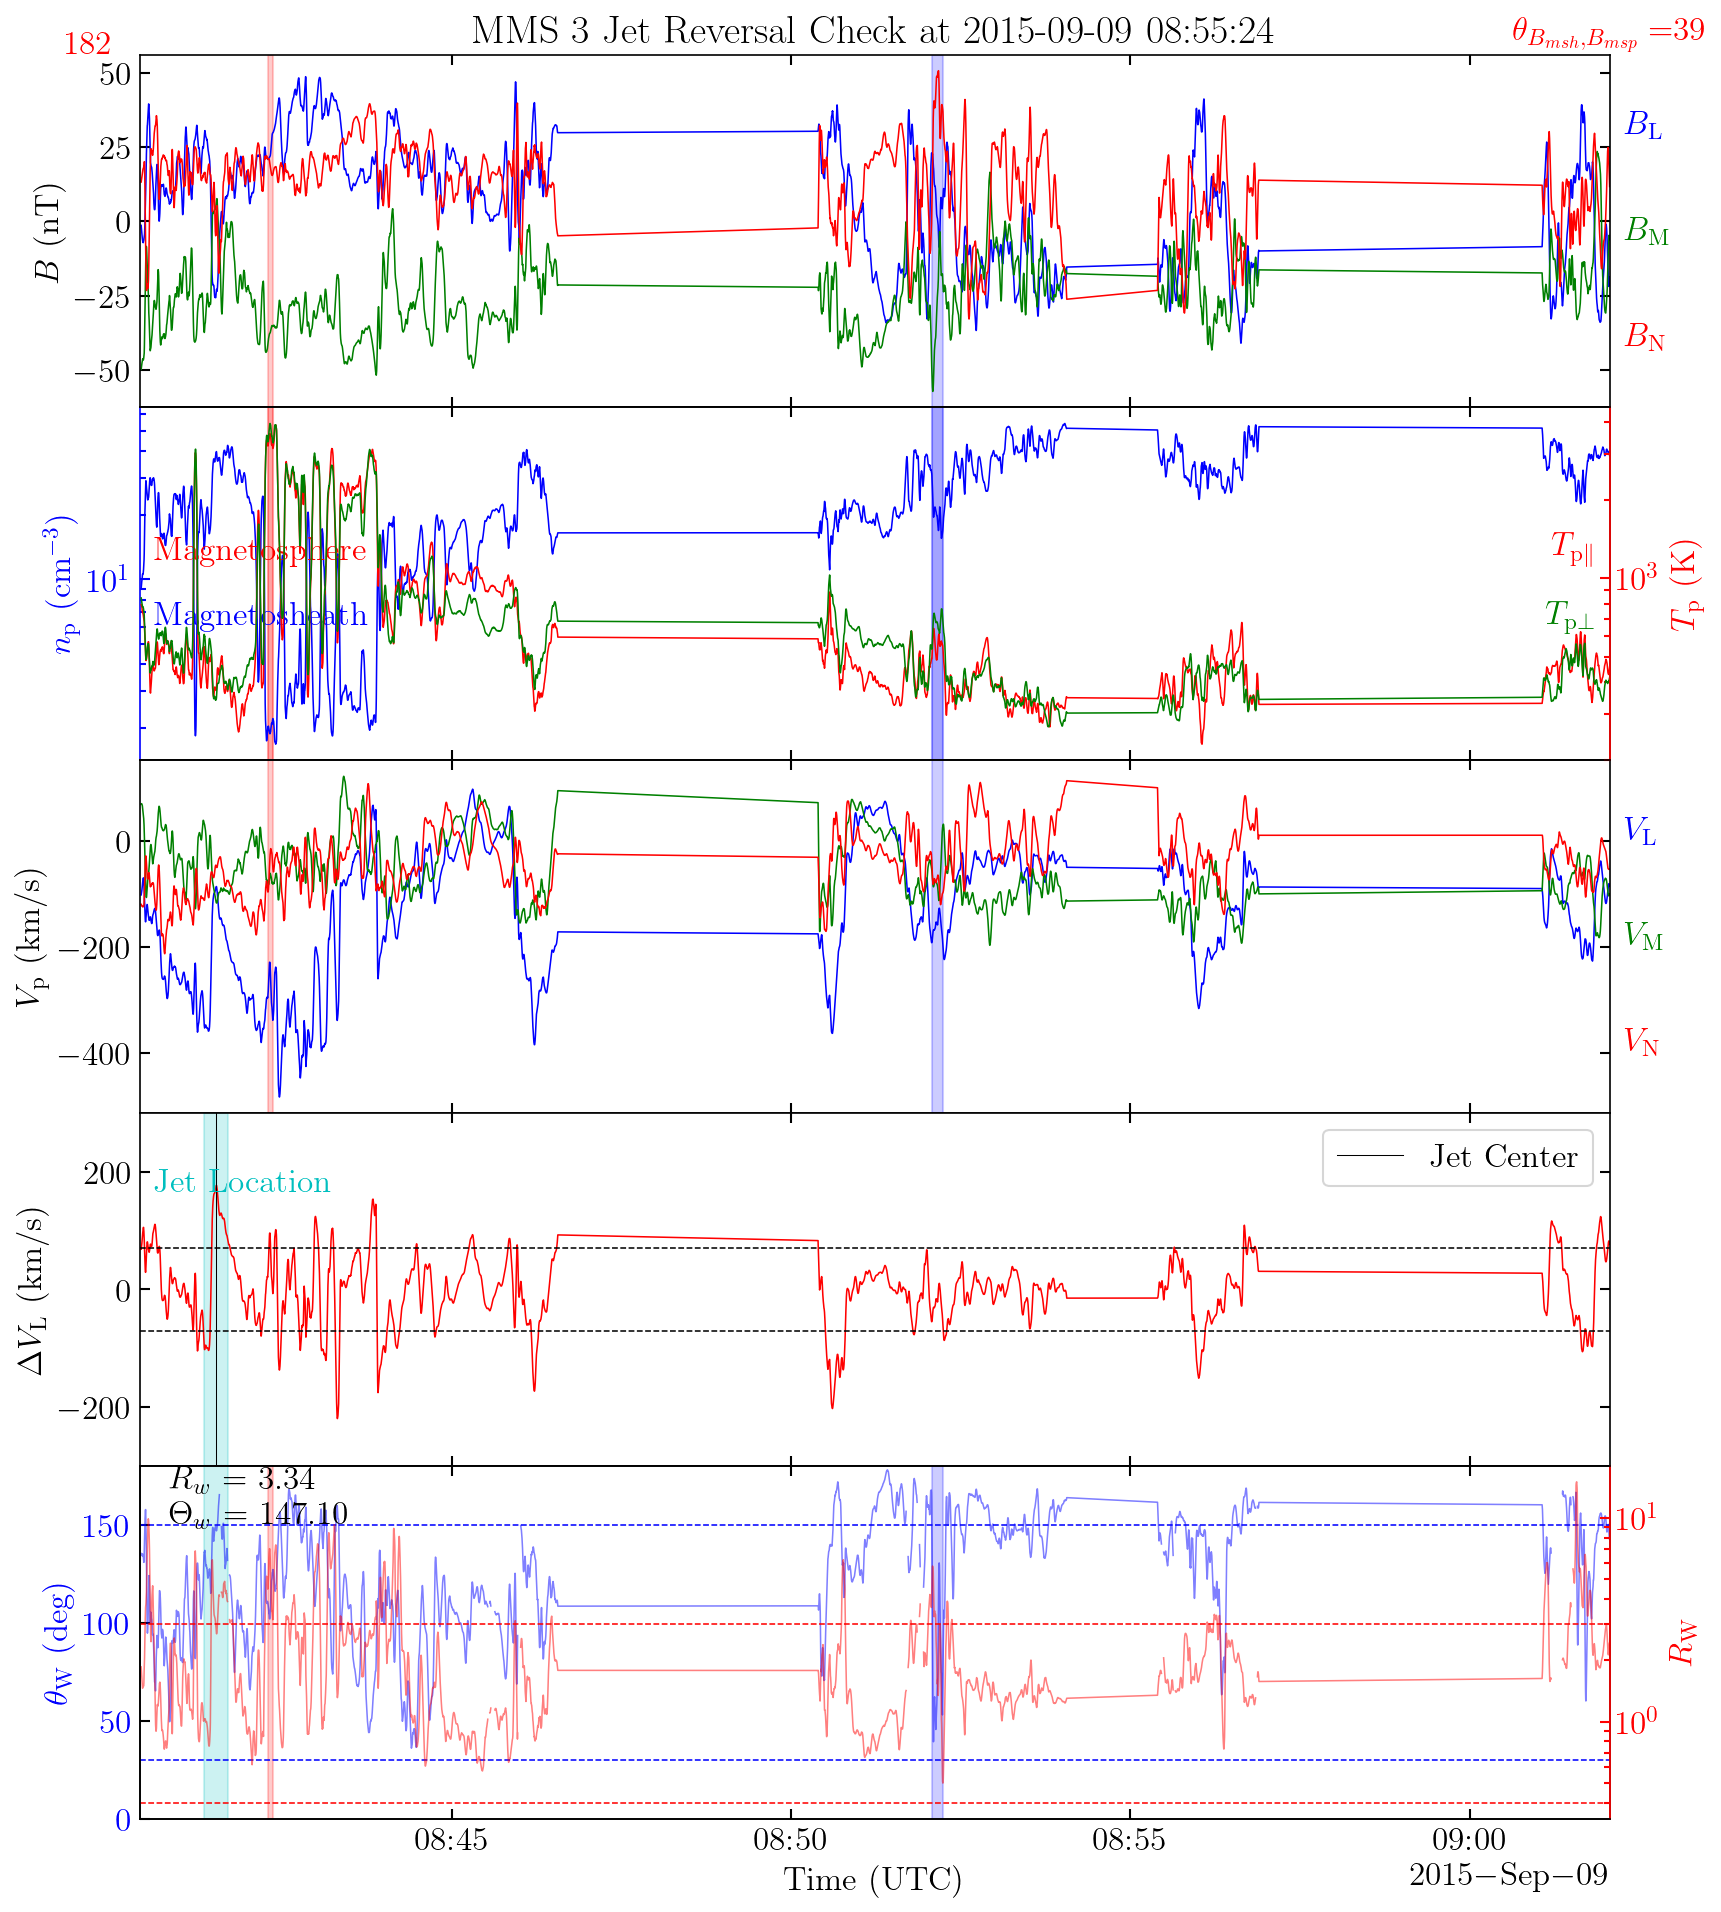 MMS 3 Jet Reversal Check at 2015-09-09 08:55:24
182
θ_{B_{msh},B_{msp}} =39
50
25
0
−25
−50
B (nT)
B_L
B_M
B_N
10^1
n_p (cm^{−3})
Magnetosphere
Magnetosheath
T_{p∥}
T_{p⊥}
10^3
T_p (K)
0
−200
−400
V_p (km/s)
V_L
V_M
V_N
200
0
−200
ΔV_L (km/s)
Jet Location
Jet Center
R_w = 3.34
Θ_w = 147.10
150
100
50
0
θ_W (deg)
10^1
10^0
R_W
08:45
08:50
08:55
09:00
Time (UTC)
2015−Sep−09